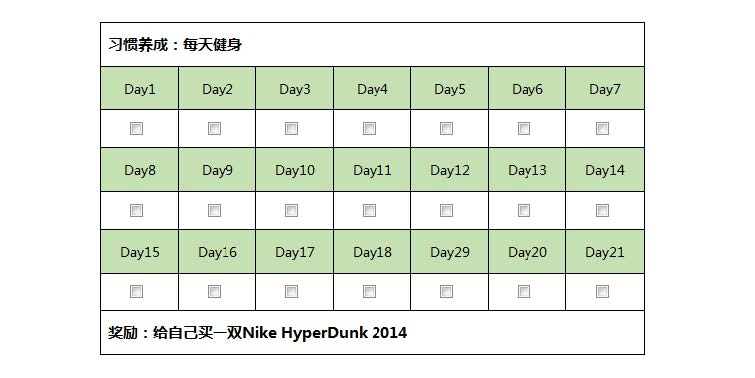 习惯养成：每天健身
Day1 Day2 Day3 Day4 Day5 Day6 Day7
Day8 Day9 Day10 Day11 Day12 Day13 Day14
Day15 Day16 Day17 Day18 Day29 Day20 Day21
奖励：给自己买一双Nike HyperDunk 2014